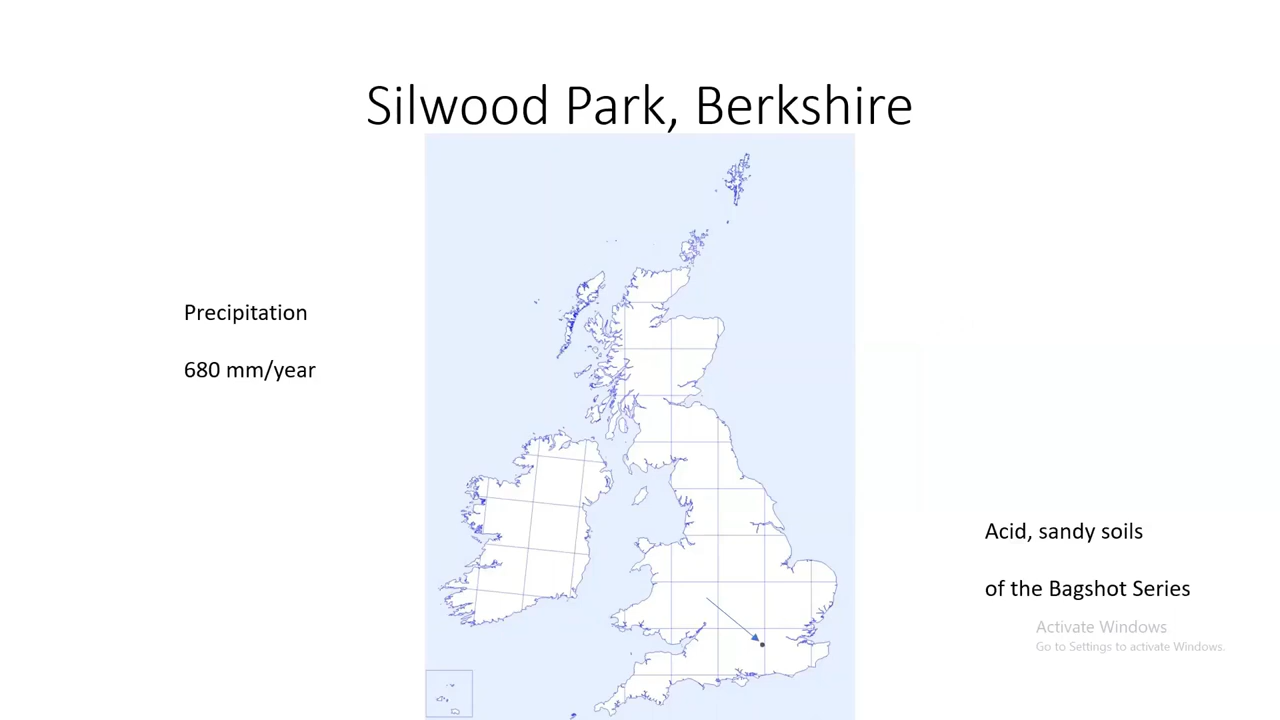 Silwood Park, Berkshire
Precipitation
680 mm/year
Acid, sandy soils
of the Bagshot Series
Activate Windows
Go to Settings to activate Windows.